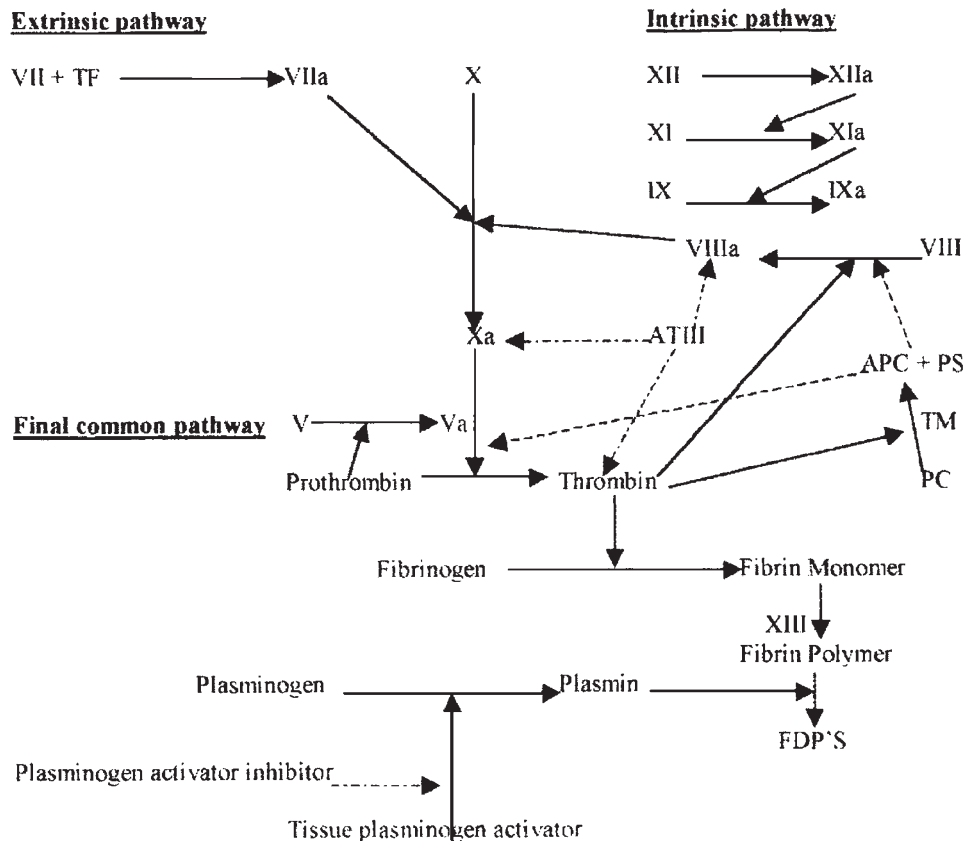 Extrinsic pathway
Intrinsic pathway
VII + TF
VIIa
X
XII
XIIa
XI
XIa
IX
IXa
VIIIa
VIII
Xa
ATIII
APC + PS
Final common pathway
V
Va
TM
Prothrombin
Thrombin
PC
Fibrinogen
Fibrin Monomer
XIII
Fibrin Polymer
Plasminogen
Plasmin
FDP'S
Plasminogen activator inhibitor
Tissue plasminogen activator